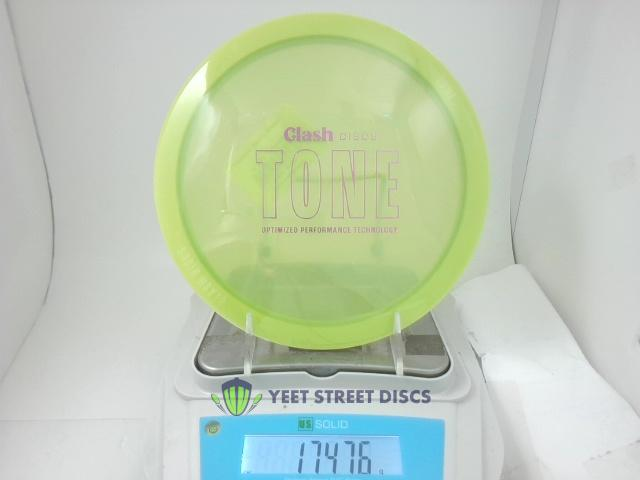 Clash DISCS
TONE
OPTIMIZED PERFORMANCE TECHNOLOGY
YEET STREET DISCS
US SOLID
174.76 g